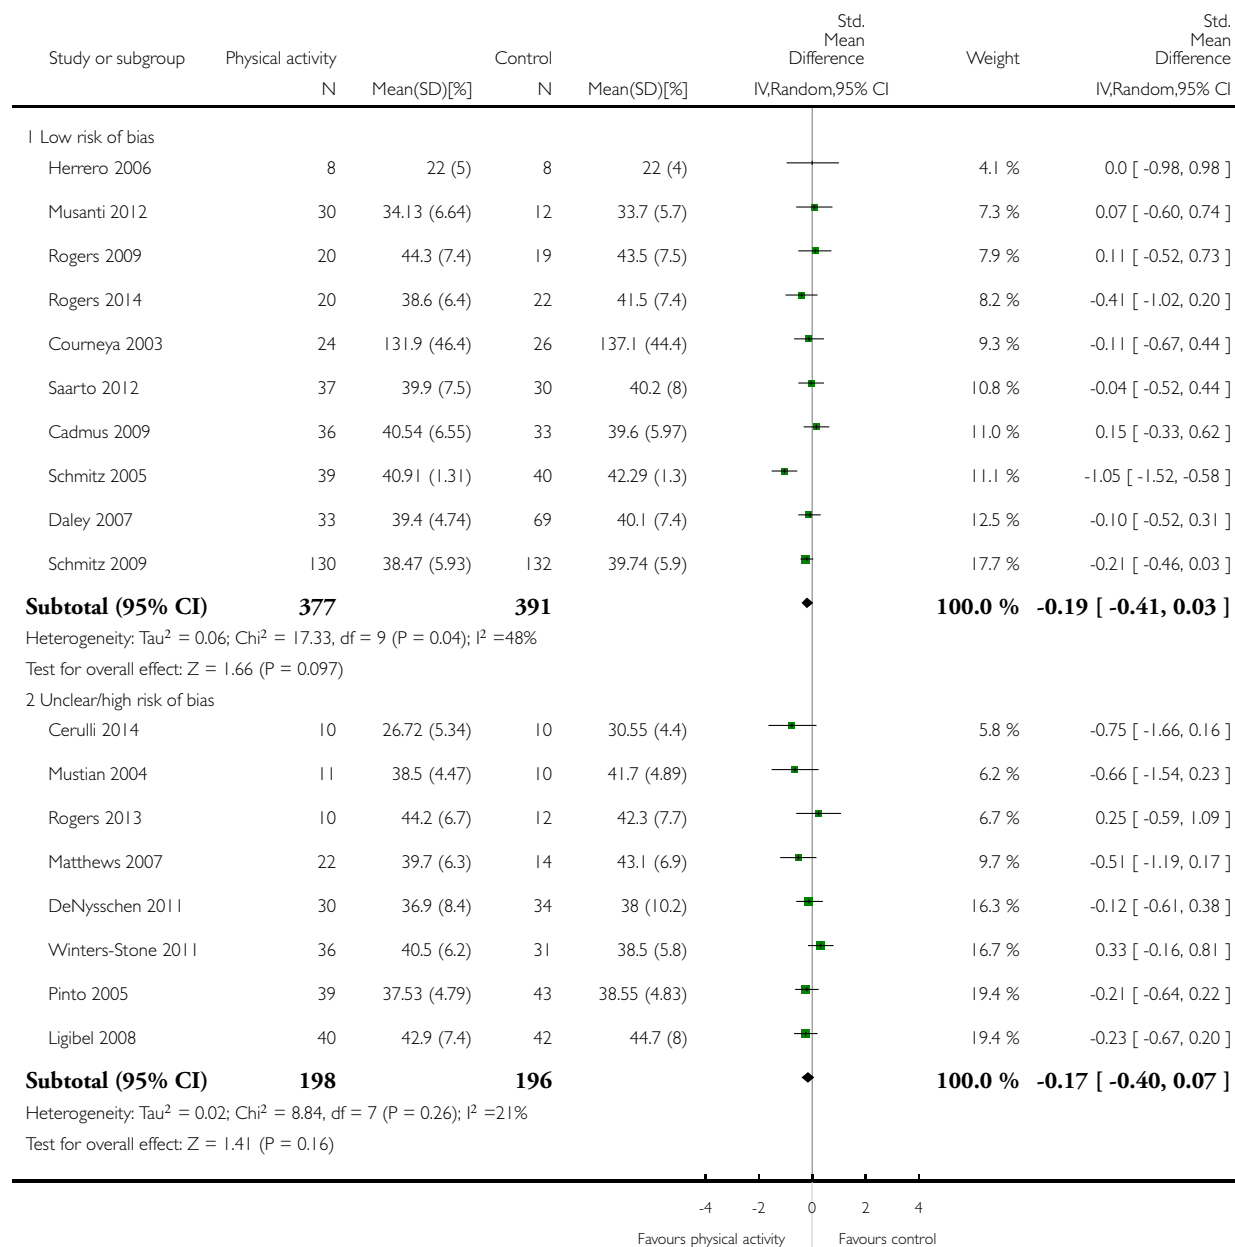 Std. Mean Difference Std. Mean Difference
Study or subgroup Physical activity Control Weight
N Mean(SD)[%] N Mean(SD)[%] IV,Random,95% CI IV,Random,95% CI
1 Low risk of bias
Herrero 2006 8 22 (5) 8 22 (4) 4.1 % 0.0 [ -0.98, 0.98 ]
Musanti 2012 30 34.13 (6.64) 12 33.7 (5.7) 7.3 % 0.07 [ -0.60, 0.74 ]
Rogers 2009 20 44.3 (7.4) 19 43.5 (7.5) 7.9 % 0.11 [ -0.52, 0.73 ]
Rogers 2014 20 38.6 (6.4) 22 41.5 (7.4) 8.2 % -0.41 [ -1.02, 0.20 ]
Courneya 2003 24 131.9 (46.4) 26 137.1 (44.4) 9.3 % -0.11 [ -0.67, 0.44 ]
Saarto 2012 37 39.9 (7.5) 30 40.2 (8) 10.8 % -0.04 [ -0.52, 0.44 ]
Cadmus 2009 36 40.54 (6.55) 33 39.6 (5.97) 11.0 % 0.15 [ -0.33, 0.62 ]
Schmitz 2005 39 40.91 (1.31) 40 42.29 (1.3) 11.1 % -1.05 [ -1.52, -0.58 ]
Daley 2007 33 39.4 (4.74) 69 40.1 (7.4) 12.5 % -0.10 [ -0.52, 0.31 ]
Schmitz 2009 130 38.47 (5.93) 132 39.74 (5.9) 17.7 % -0.21 [ -0.46, 0.03 ]
Subtotal (95% CI) 377 391 100.0 % -0.19 [ -0.41, 0.03 ]
Heterogeneity: Tau² = 0.06; Chi² = 17.33, df = 9 (P = 0.04); I² =48%
Test for overall effect: Z = 1.66 (P = 0.097)
2 Unclear/high risk of bias
Cerulli 2014 10 26.72 (5.34) 10 30.55 (4.4) 5.8 % -0.75 [ -1.66, 0.16 ]
Mustian 2004 11 38.5 (4.47) 10 41.7 (4.89) 6.2 % -0.66 [ -1.54, 0.23 ]
Rogers 2013 10 44.2 (6.7) 12 42.3 (7.7) 6.7 % 0.25 [ -0.59, 1.09 ]
Matthews 2007 22 39.7 (6.3) 14 43.1 (6.9) 9.7 % -0.51 [ -1.19, 0.17 ]
DeNysschen 2011 30 36.9 (8.4) 34 38 (10.2) 16.3 % -0.12 [ -0.61, 0.38 ]
Winters-Stone 2011 36 40.5 (6.2) 31 38.5 (5.8) 16.7 % 0.33 [ -0.16, 0.81 ]
Pinto 2005 39 37.53 (4.79) 43 38.55 (4.83) 19.4 % -0.21 [ -0.64, 0.22 ]
Ligibel 2008 40 42.9 (7.4) 42 44.7 (8) 19.4 % -0.23 [ -0.67, 0.20 ]
Subtotal (95% CI) 198 196 100.0 % -0.17 [ -0.40, 0.07 ]
Heterogeneity: Tau² = 0.02; Chi² = 8.84, df = 7 (P = 0.26); I² =21%
Test for overall effect: Z = 1.41 (P = 0.16)
-4 -2 0 2 4
Favours physical activity Favours control